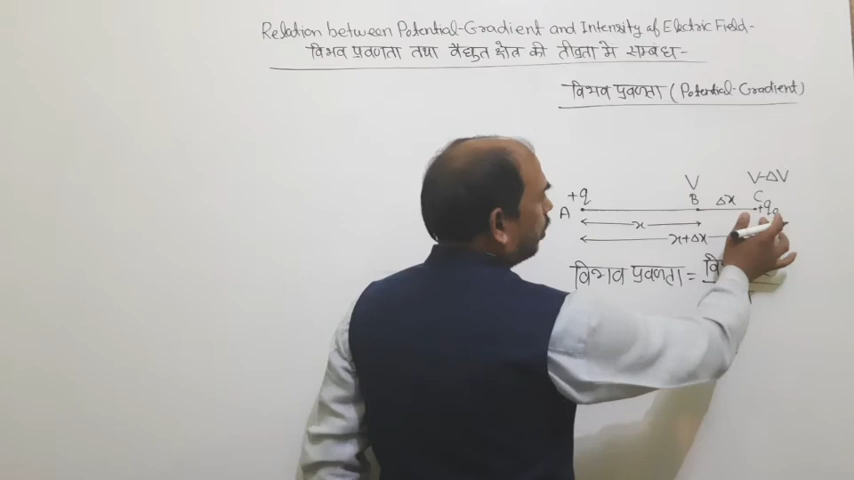 Relation between Potential-Gradient and Intensity of Electric Field-
विभव प्रवणता तथा वैद्युत क्षेत्र की तीव्रता मे सम्बंध-
विभव प्रवणता (Potential-Gradient)
V V-ΔV
+q B Δx C
A +q₀
x
x+Δx
विभव प्रवणता =